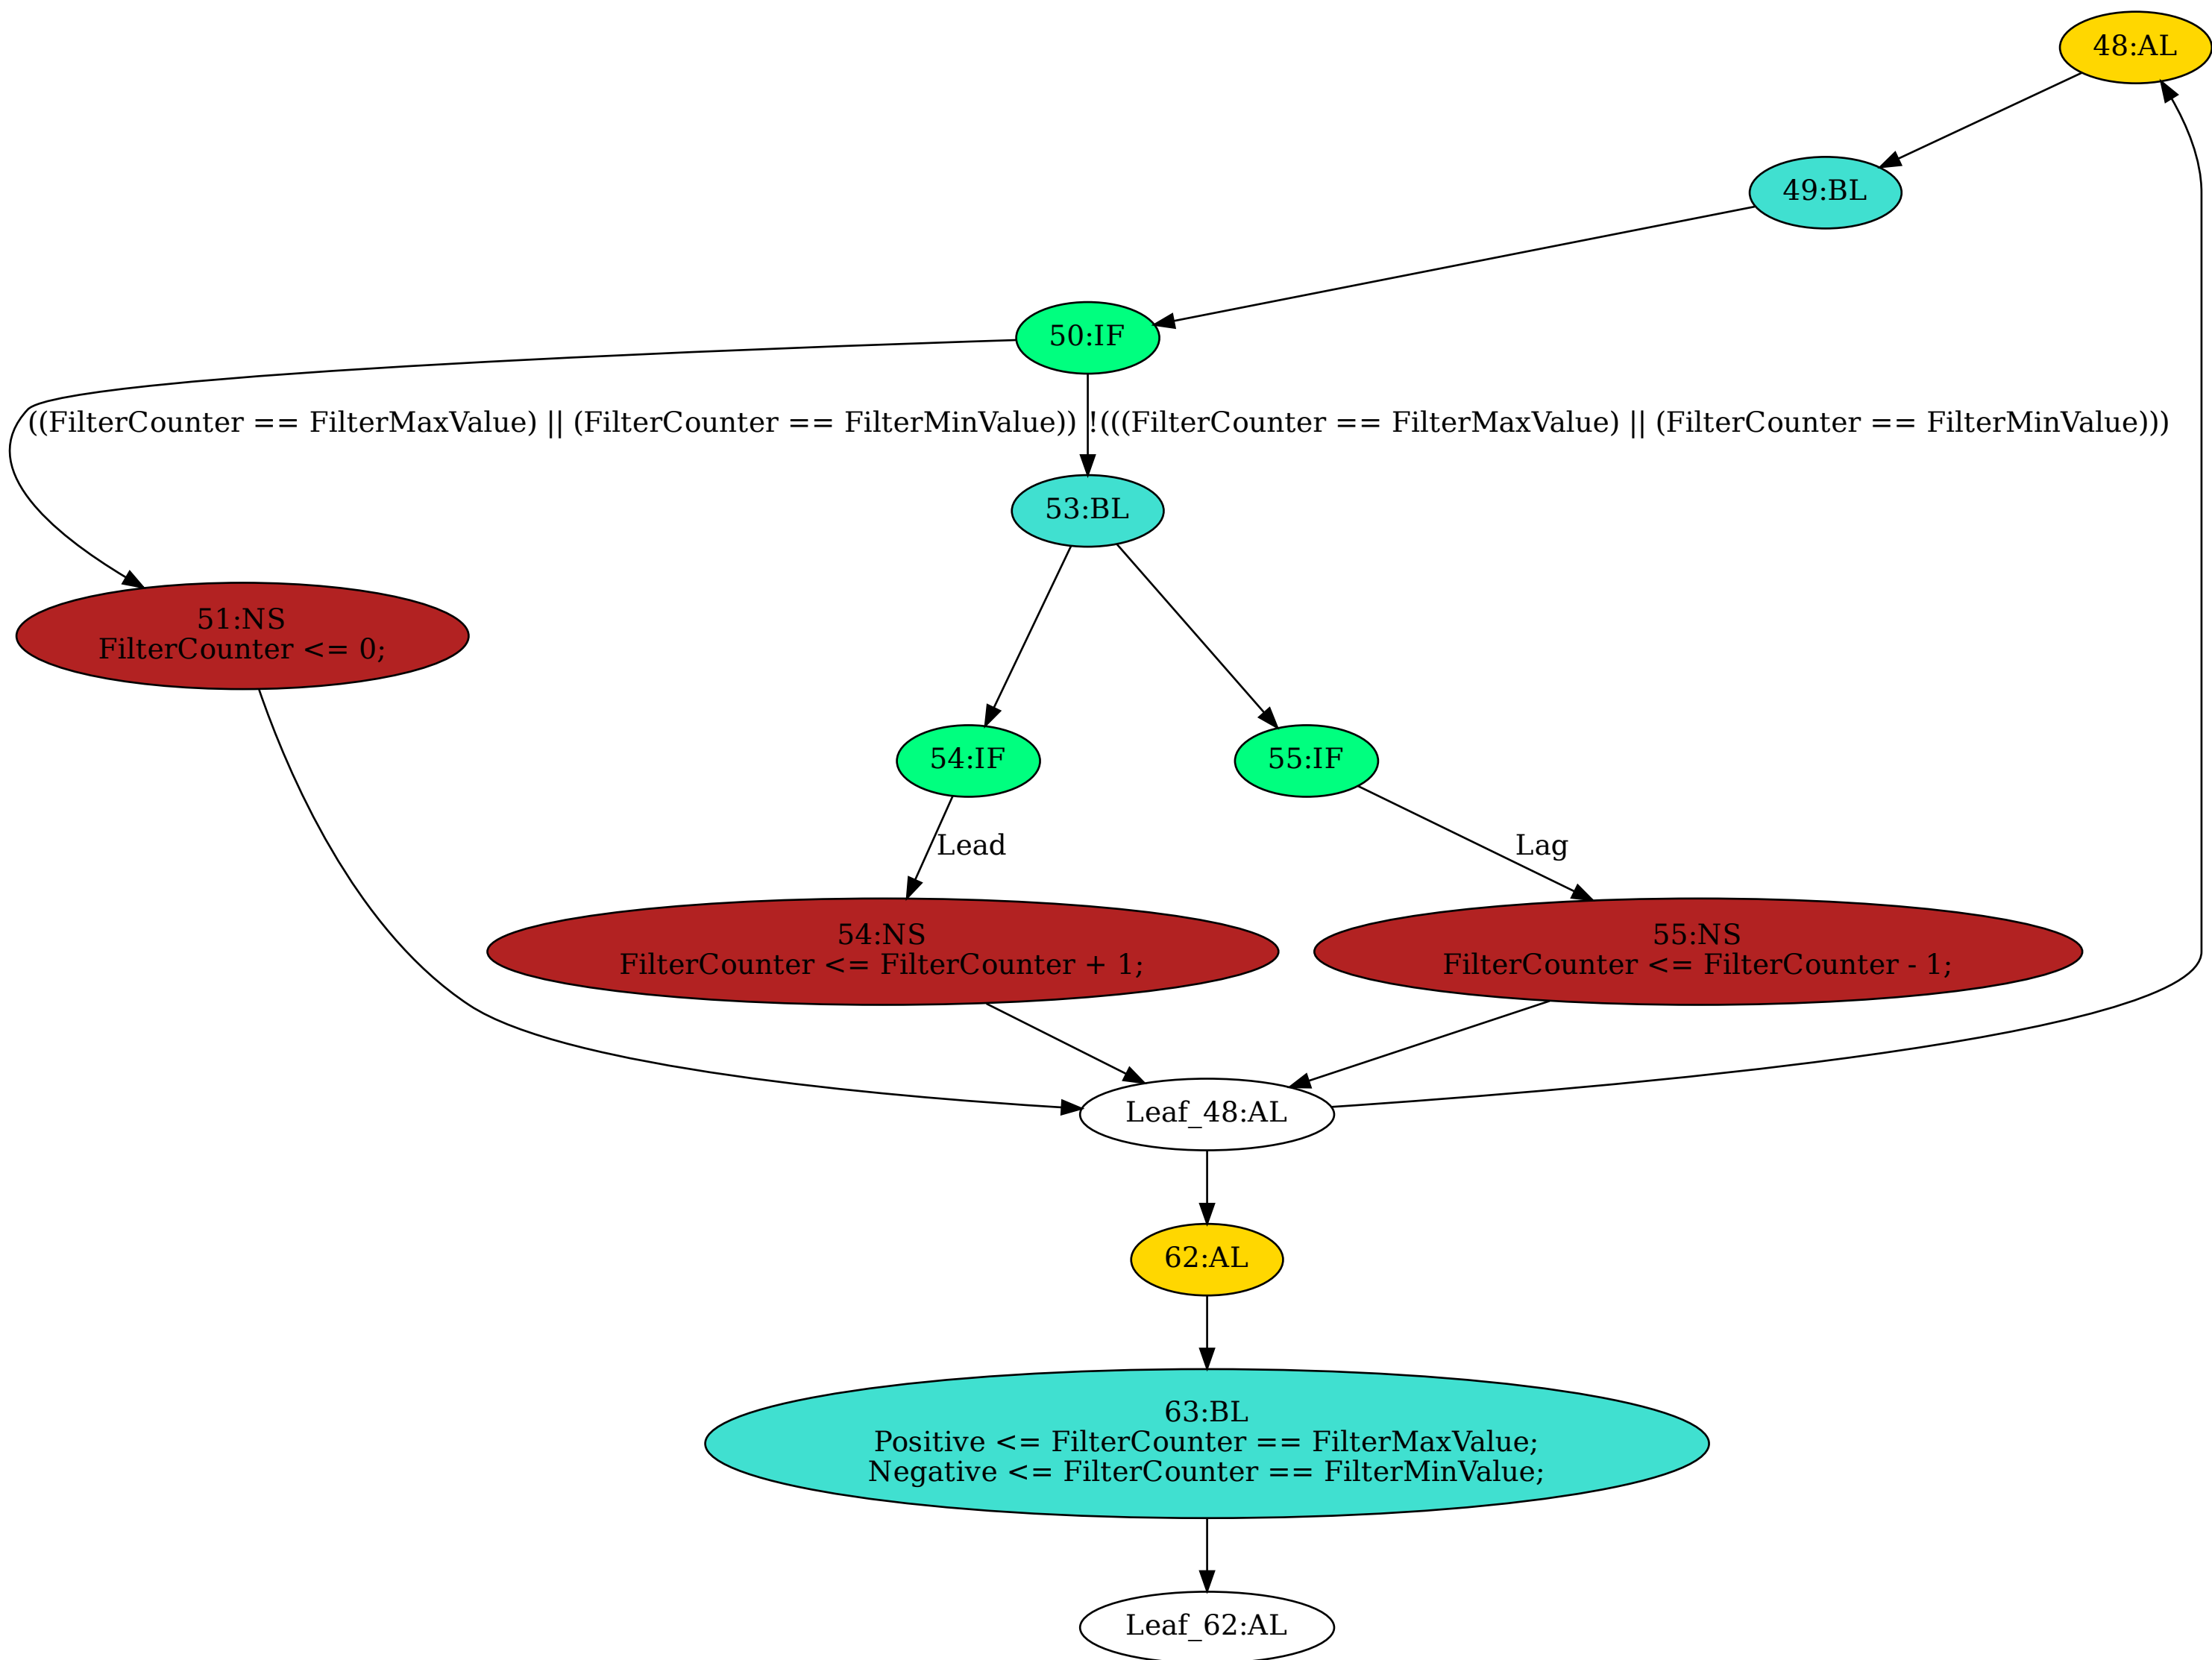 48:AL
49:BL
50:IF
((FilterCounter == FilterMaxValue) || (FilterCounter == FilterMinValue))
!(((FilterCounter == FilterMaxValue) || (FilterCounter == FilterMinValue)))
53:BL
51:NS
FilterCounter <= 0;
54:IF
55:IF
Lead
Lag
54:NS
FilterCounter <= FilterCounter + 1;
55:NS
FilterCounter <= FilterCounter - 1;
Leaf_48:AL
62:AL
63:BL
Positive <= FilterCounter == FilterMaxValue;
Negative <= FilterCounter == FilterMinValue;
Leaf_62:AL